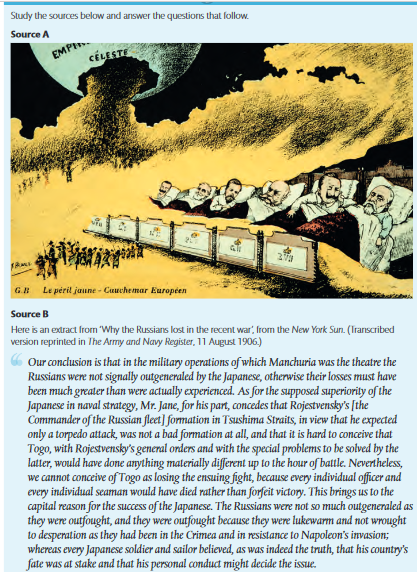 Study the sources below and answer the questions that follow.
Source A
EMPIRE
CÉLESTE
G.B Le péril jaune - Cauchemar Européen
Source B
Here is an extract from 'Why the Russians lost in the recent war', from the New York Sun. (Transcribed
version reprinted in The Army and Navy Register, 11 August 1906.)
Our conclusion is that in the military operations of which Manchuria was the theatre the
Russians were not signally outgeneraled by the Japanese, otherwise their losses must have
been much greater than were actually experienced. As for the supposed superiority of the
Japanese in naval strategy, Mr. Jane, for his part, concedes that Rojestvensky's [the
Commander of the Russian fleet] formation in Tsushima Straits, in view that he expected
only a torpedo attack, was not a bad formation at all, and that it is hard to conceive that
Togo, with Rojestvensky's general orders and with the special problems to be solved by the
latter, would have done anything materially different up to the hour of battle. Nevertheless,
we cannot conceive of Togo as losing the ensuing fight, because every individual officer and
every individual seaman would have died rather than forfeit victory. This brings us to the
capital reason for the success of the Japanese. The Russians were not so much outgeneraled as
they were outfought, and they were outfought because they were lukewarm and not wrought
to desperation as they had been in the Crimea and in resistance to Napoleon's invasion;
whereas every Japanese soldier and sailor believed, as was indeed the truth, that his country's
fate was at stake and that his personal conduct might decide the issue.